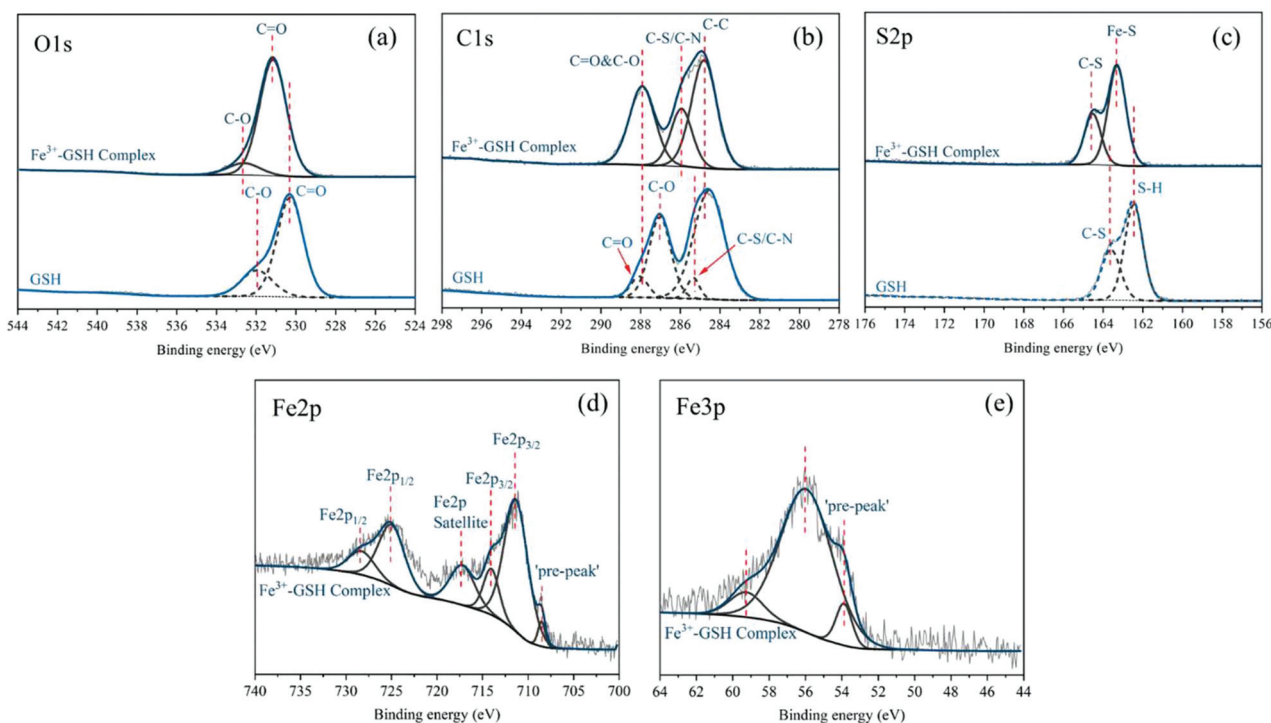 O1s
(a)
C=O
C-O
Fe³⁺-GSH Complex
C-O
C=O
GSH
544 542 540 538 536 534 532 530 528 526 524
Binding energy (eV)
C1s
(b)
C-C
C-S/C-N
C=O&C-O
Fe³⁺-GSH Complex
C-O
C=O
C-S/C-N
GSH
298 296 294 292 290 288 286 284 282 280 278
Binding energy (eV)
S2p
(c)
Fe-S
C-S
Fe³⁺-GSH Complex
S-H
C-S
GSH
176 174 172 170 168 166 164 162 160 158 156
Binding energy (eV)
Fe2p
(d)
Fe2p3/2
Fe2p1/2
Fe2p3/2
Fe2p
Satellite
Fe2p1/2
'pre-peak'
Fe³⁺-GSH Complex
740 730 725 720 715 710 705 700
Binding energy (eV)
Fe3p
(e)
'pre-peak'
Fe³⁺-GSH Complex
64 60 58 56 54 52 50 48 46 44
Binding energy (eV)